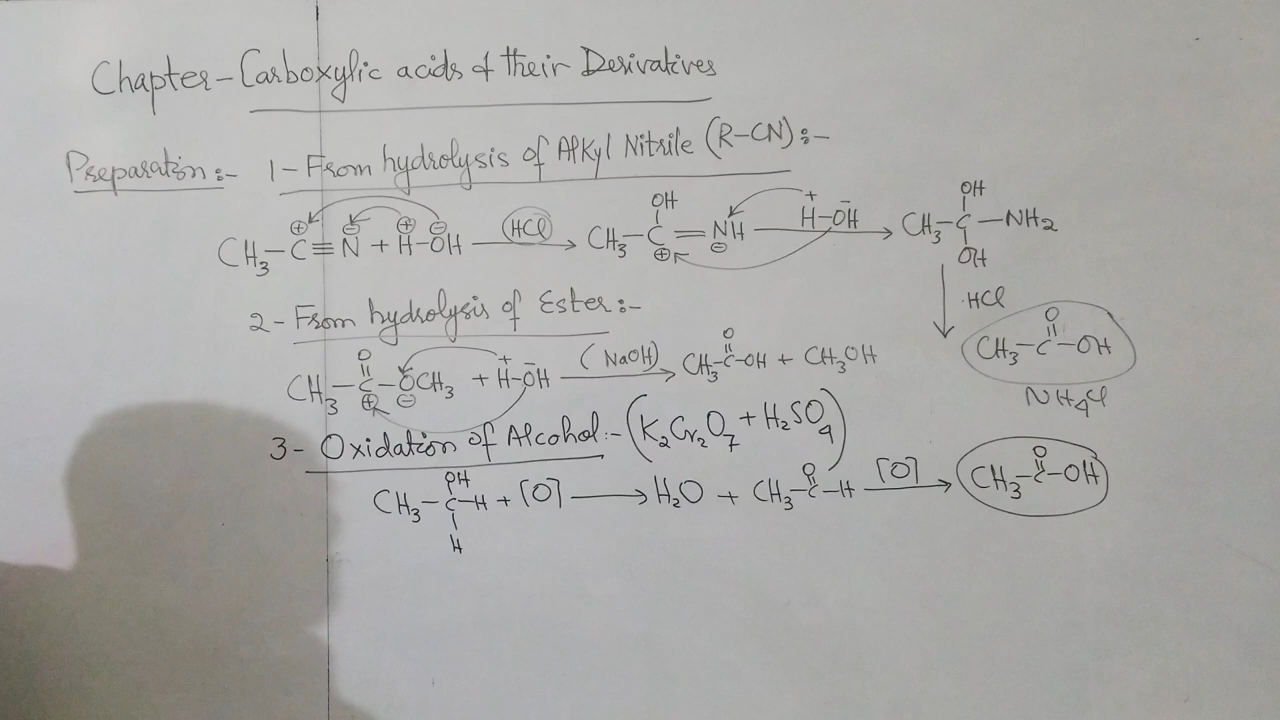 Chapter - Carboxylic acids & their Derivatives
Preparation :- 1 - From hydrolysis of Alkyl Nitrile (R-CN) :-
CH₃-C≡N + H-OH —(HCl)→ CH₃-C(OH)=NH —H-OH→ CH₃-C(OH)(OH)-NH₂
⊕ ⊖ ⊕ ⊖ ⊕ ⊖ + -
↓ HCl
CH₃-C(=O)-OH
NH₄Cl
2 - From hydrolysis of Ester :-
CH₃-C(=O)-OCH₃ + H-OH —(NaOH)→ CH₃-C(=O)-OH + CH₃OH
⊕ ⊖ + -
3 - Oxidation of Alcohol :- (K₂Cr₂O₇ + H₂SO₄)
CH₃-C(OH)(H)-H + [O] ⟶ H₂O + CH₃-C(=O)-H —[O]→ CH₃-C(=O)-OH